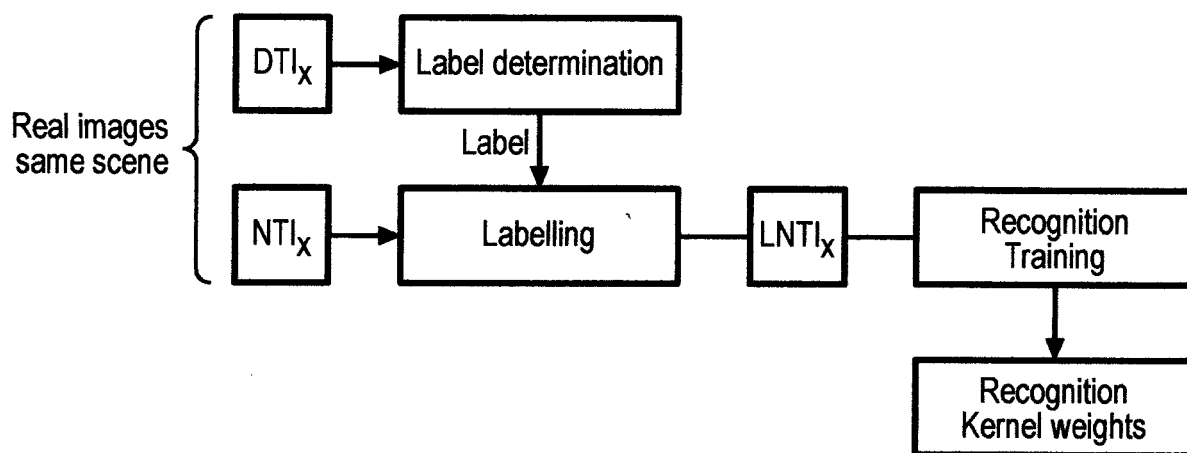 DTIx
Label determination
Real images
same scene
Label
NTIx
Labelling
LNTIx
Recognition
Training
Recognition
Kernel weights